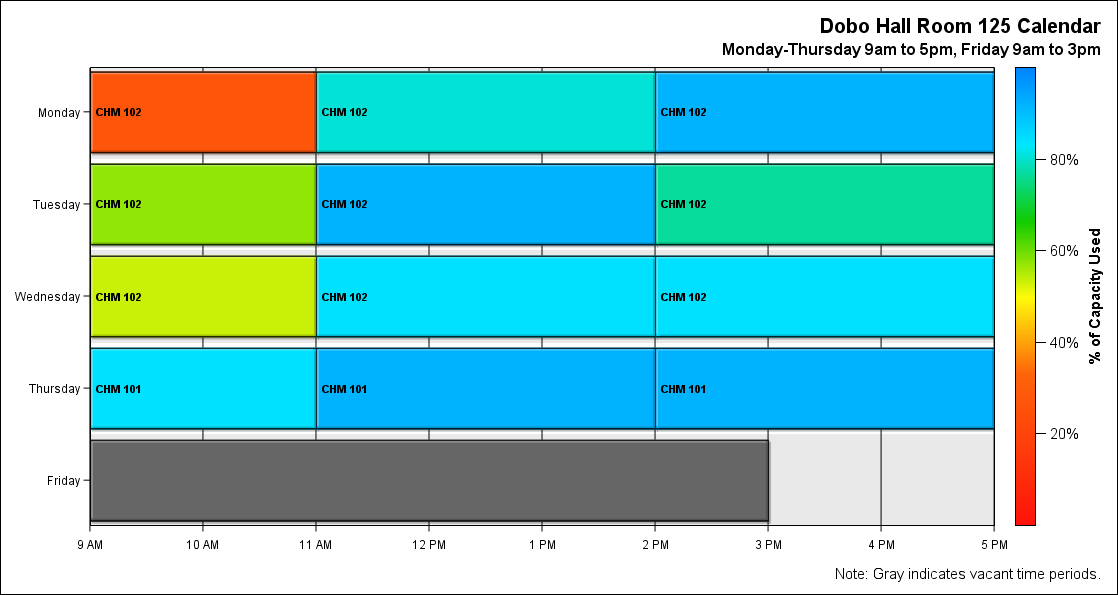 Dobo Hall Room 125 Calendar
Monday-Thursday 9am to 5pm, Friday 9am to 3pm
Monday
CHM 102
CHM 102
CHM 102
Tuesday
CHM 102
CHM 102
CHM 102
Wednesday
CHM 102
CHM 102
CHM 102
Thursday
CHM 101
CHM 101
CHM 101
Friday
9 AM
10 AM
11 AM
12 PM
1 PM
2 PM
3 PM
4 PM
5 PM
80%
60%
40%
20%
% of Capacity Used
Note: Gray indicates vacant time periods.